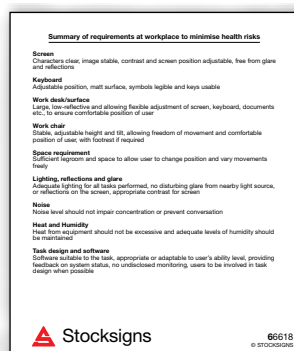 Summary of requirements at workplace to minimise health risks
Screen
Characters clear, image stable, contrast and screen position adjustable, free from glare
and reflections
Keyboard
Adjustable position, matt surface, symbols legible and keys usable
Work desk/surface
Large, low-reflective and allowing flexible adjustment of screen, keyboard, documents
etc., to ensure comfortable position of user
Work chair
Stable, adjustable height and tilt, allowing freedom of movement and comfortable
position of user, with footrest if required
Space requirement
Sufficient legroom and space to allow user to change position and vary movements
freely
Lighting, reflections and glare
Adequate lighting for all tasks performed, no disturbing glare from nearby light source,
or reflections on the screen, appropriate contrast for screen
Noise
Noise level should not impair concentration or prevent conversation
Heat and Humidity
Heat from equipment should not be excessive and adequate levels of humidity should
be maintained
Task design and software
Software suitable to the task, appropriate or adaptable to user's ability level, providing
feedback on system status, no undisclosed monitoring, users to be involved in task
design when possible
Stocksigns
66618
© STOCKSIGNS